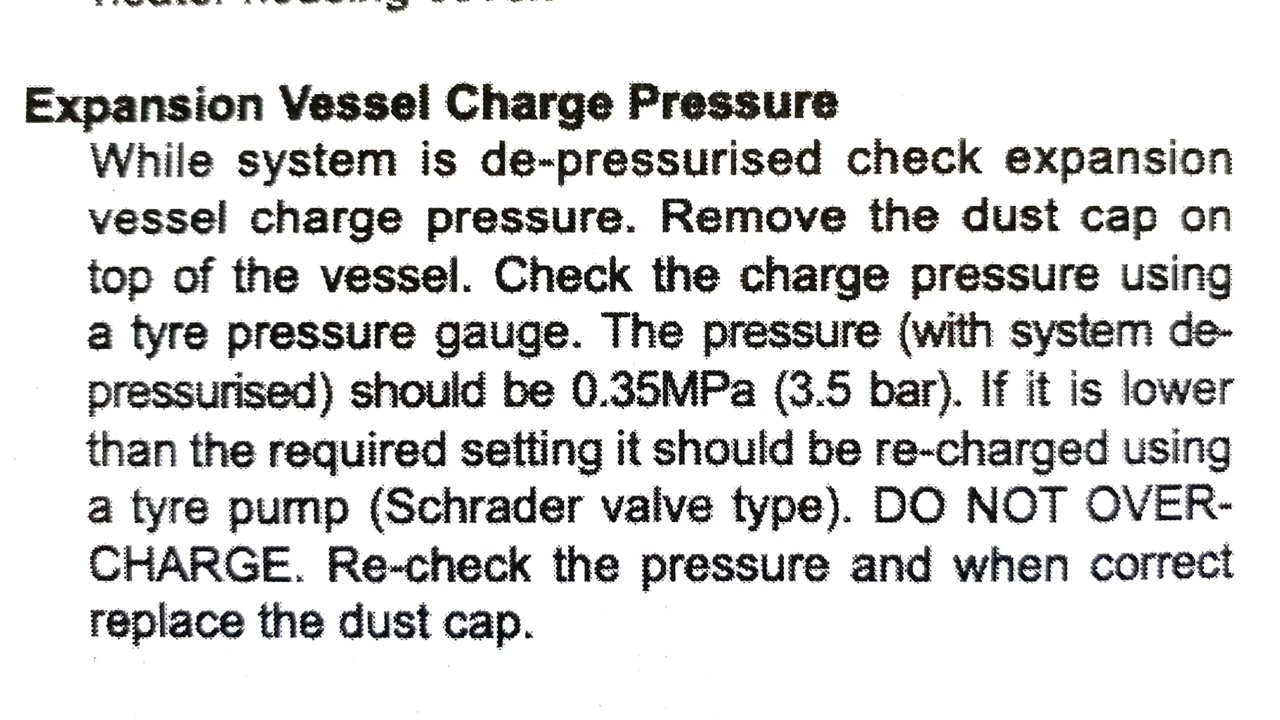 Expansion Vessel Charge Pressure
While system is de-pressurised check expansion
vessel charge pressure. Remove the dust cap on
top of the vessel. Check the charge pressure using
a tyre pressure gauge. The pressure (with system de-
pressurised) should be 0.35MPa (3.5 bar). If it is lower
than the required setting it should be re-charged using
a tyre pump (Schrader valve type). DO NOT OVER-
CHARGE. Re-check the pressure and when correct
replace the dust cap.